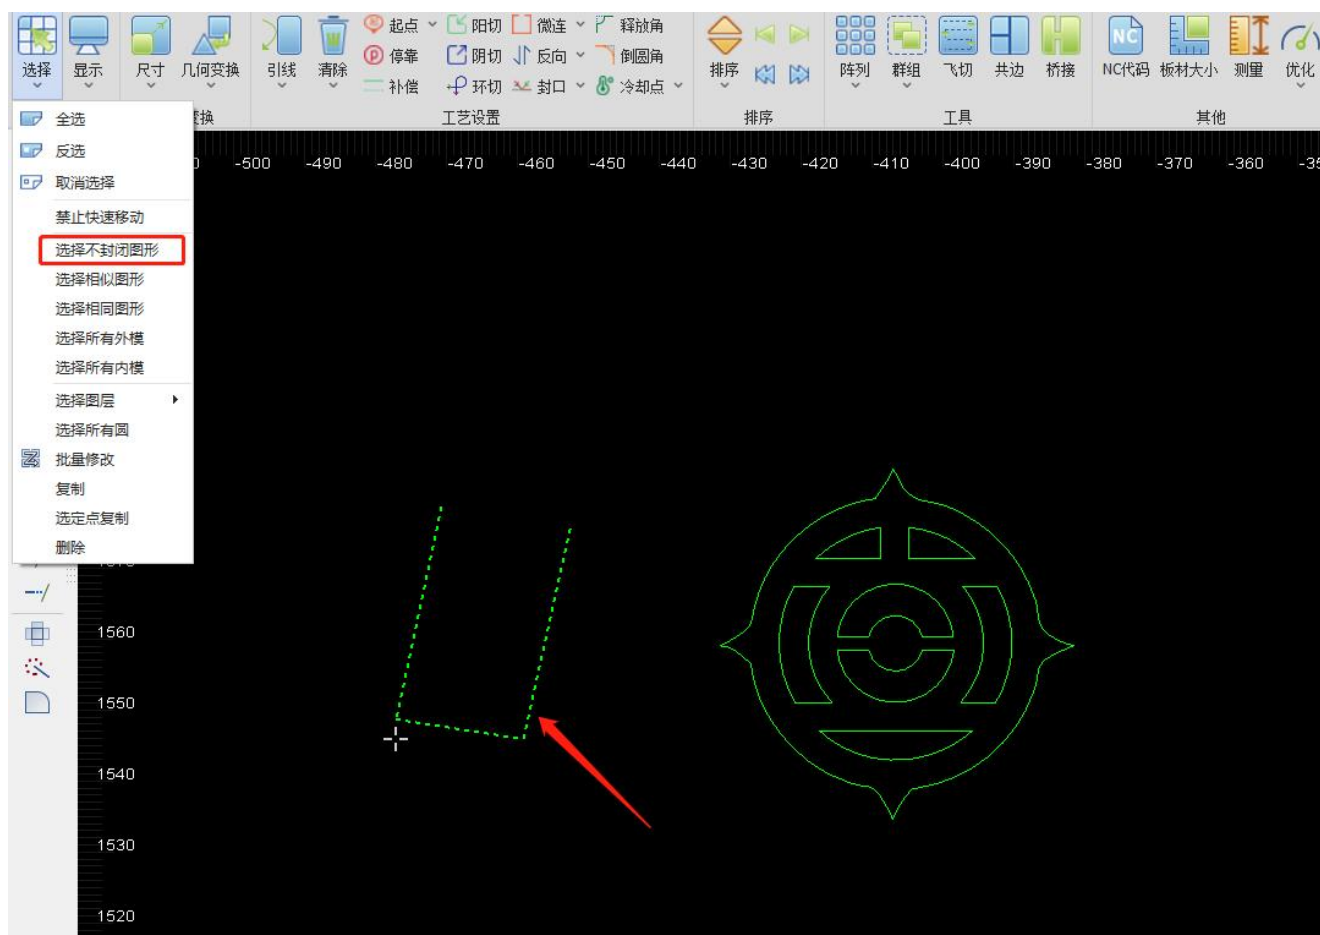 起点 阳切 微连 释放角
选择 显示 尺寸 几何变换 引线 清除 停靠 阴切 反向 倒圆角 排序 阵列 群组 飞切 共边 桥接 NC NC代码 板材大小 测量 优化
补偿 环切 封口 冷却点
变换 工艺设置 排序 工具 其他
全选
反选
取消选择
禁止快速移动
选择不封闭图形
选择相似图形
选择相同图形
选择所有外模
选择所有内模
选择图层
选择所有圆
批量修改
复制
选定点复制
删除
-500 -490 -480 -470 -460 -450 -440 -430 -420 -410 -400 -390 -380 -370 -360
1570
1560
1550
1540
1530
1520